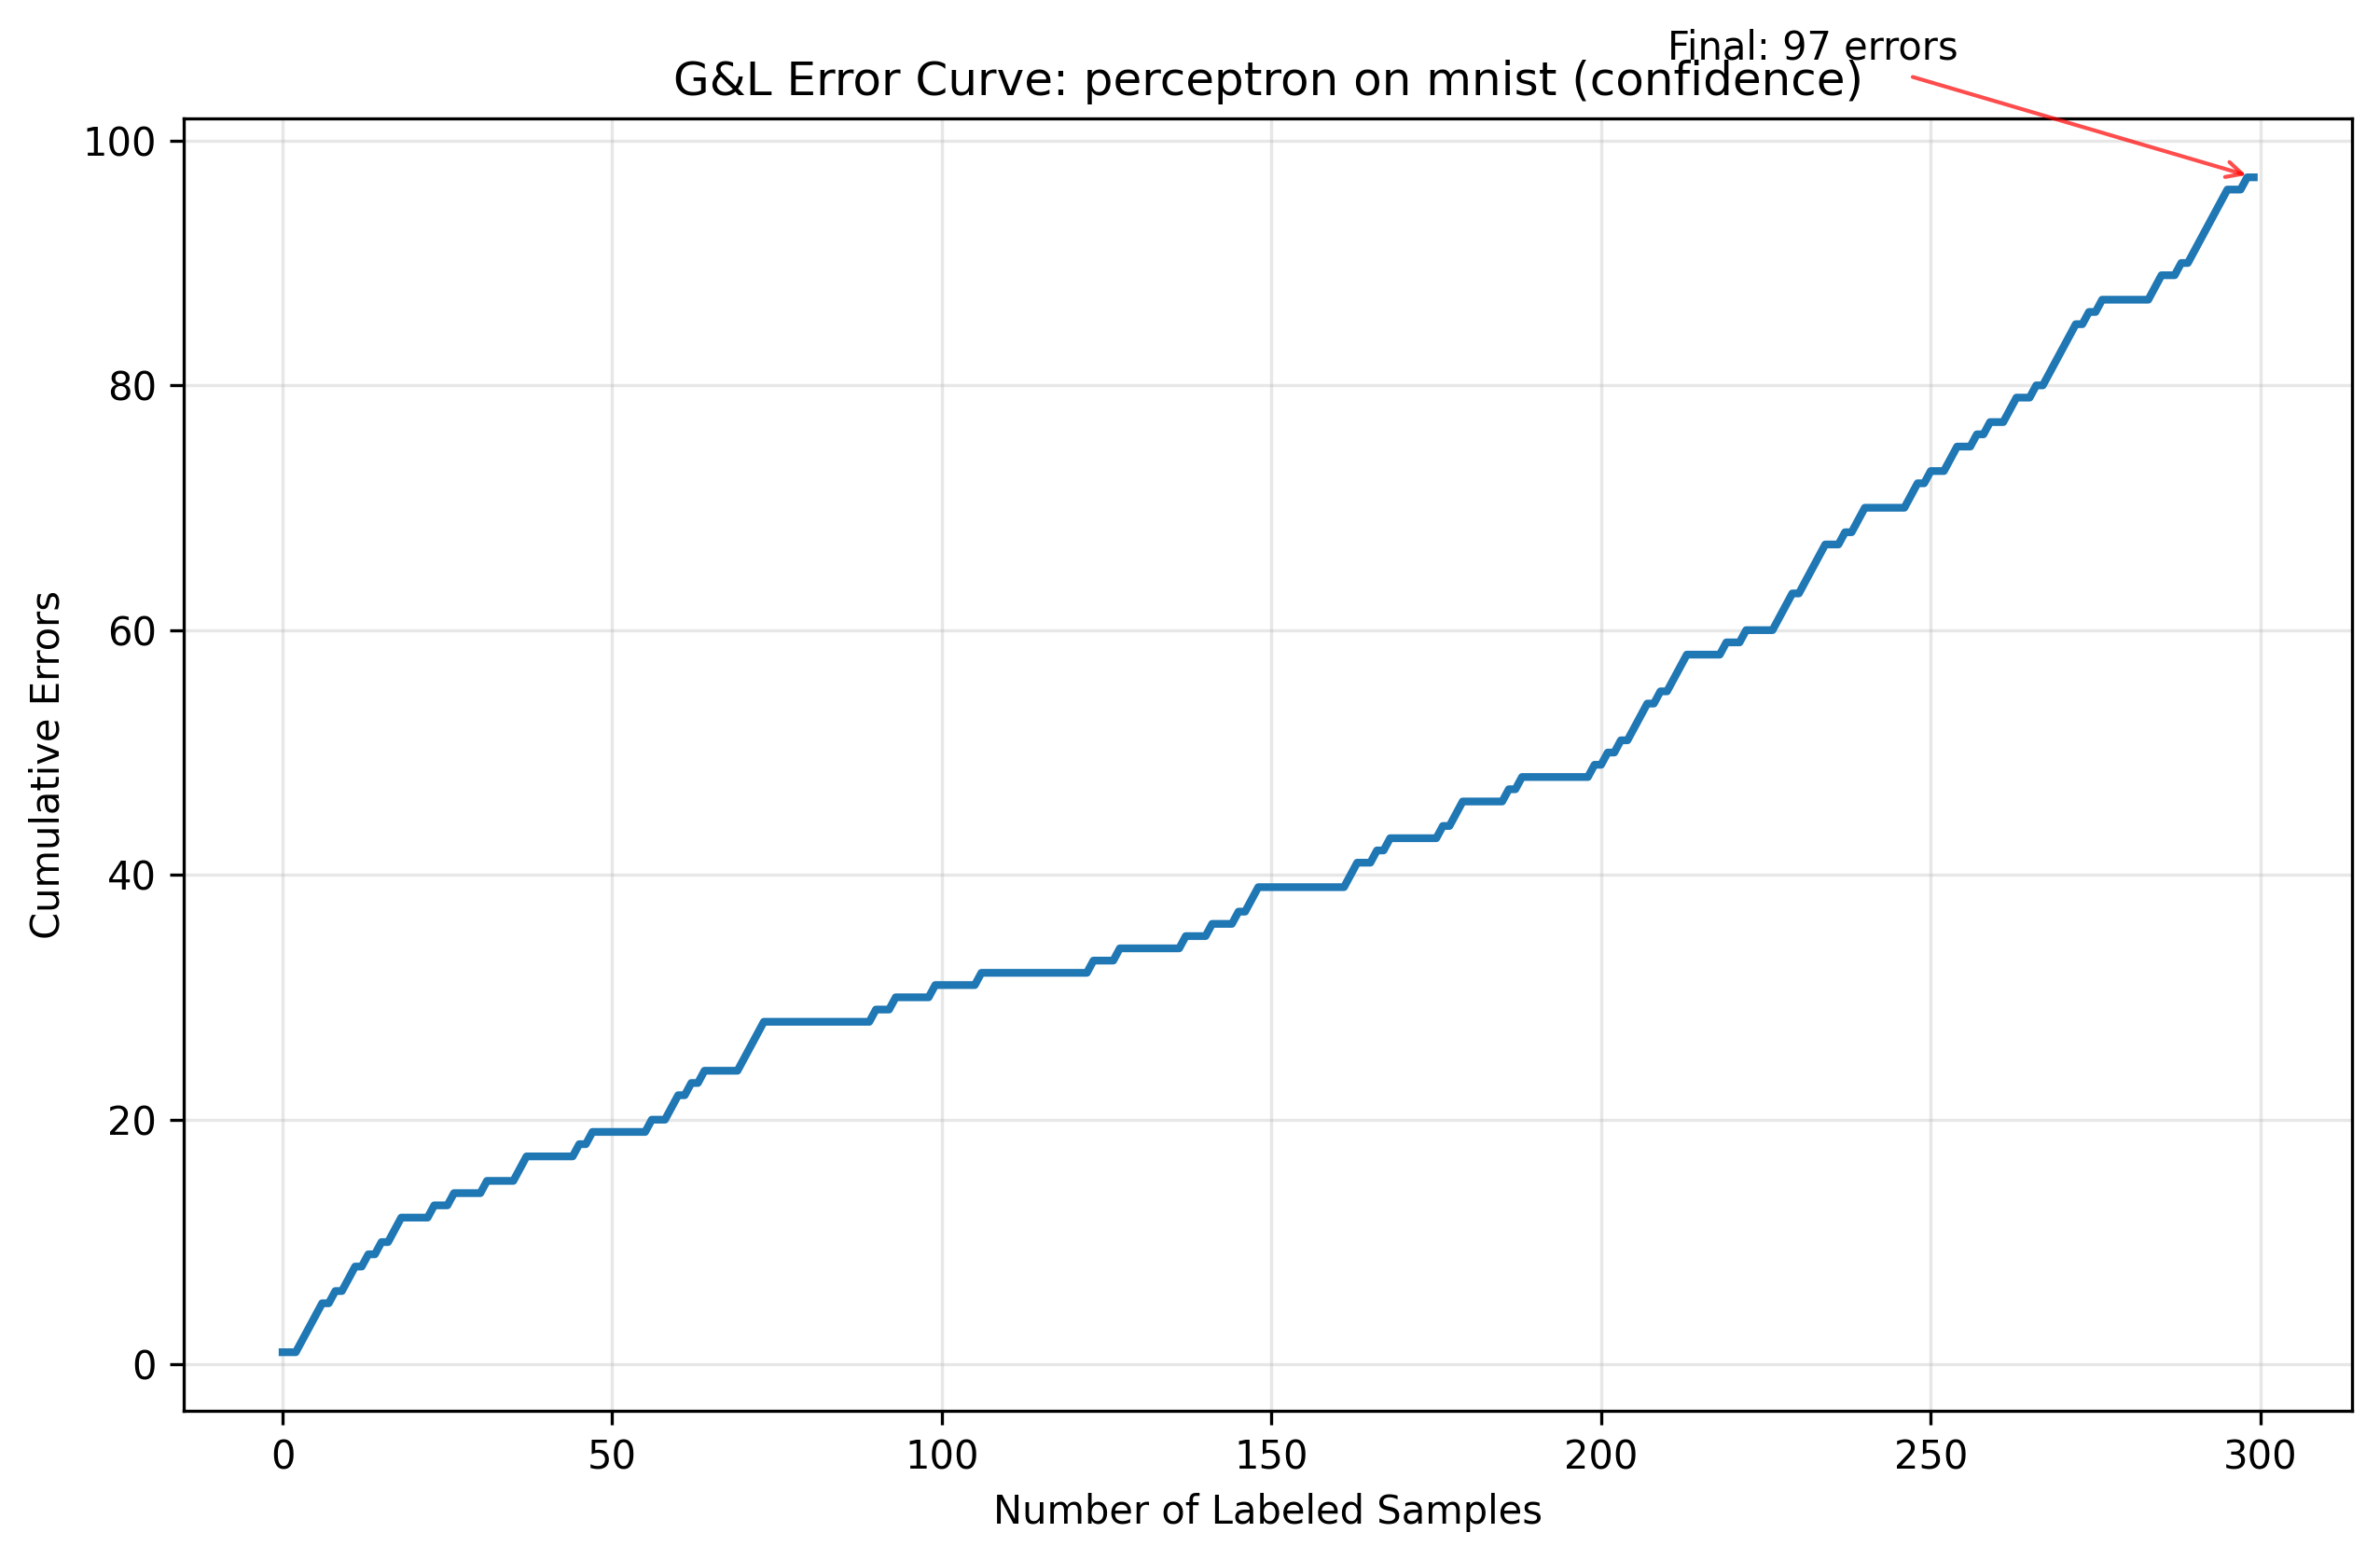 Final: 97 errors
G&L Error Curve: perceptron on mnist (confidence)
100
80
60
40
20
0
Cumulative Errors
0 50 100 150 200 250 300
Number of Labeled Samples